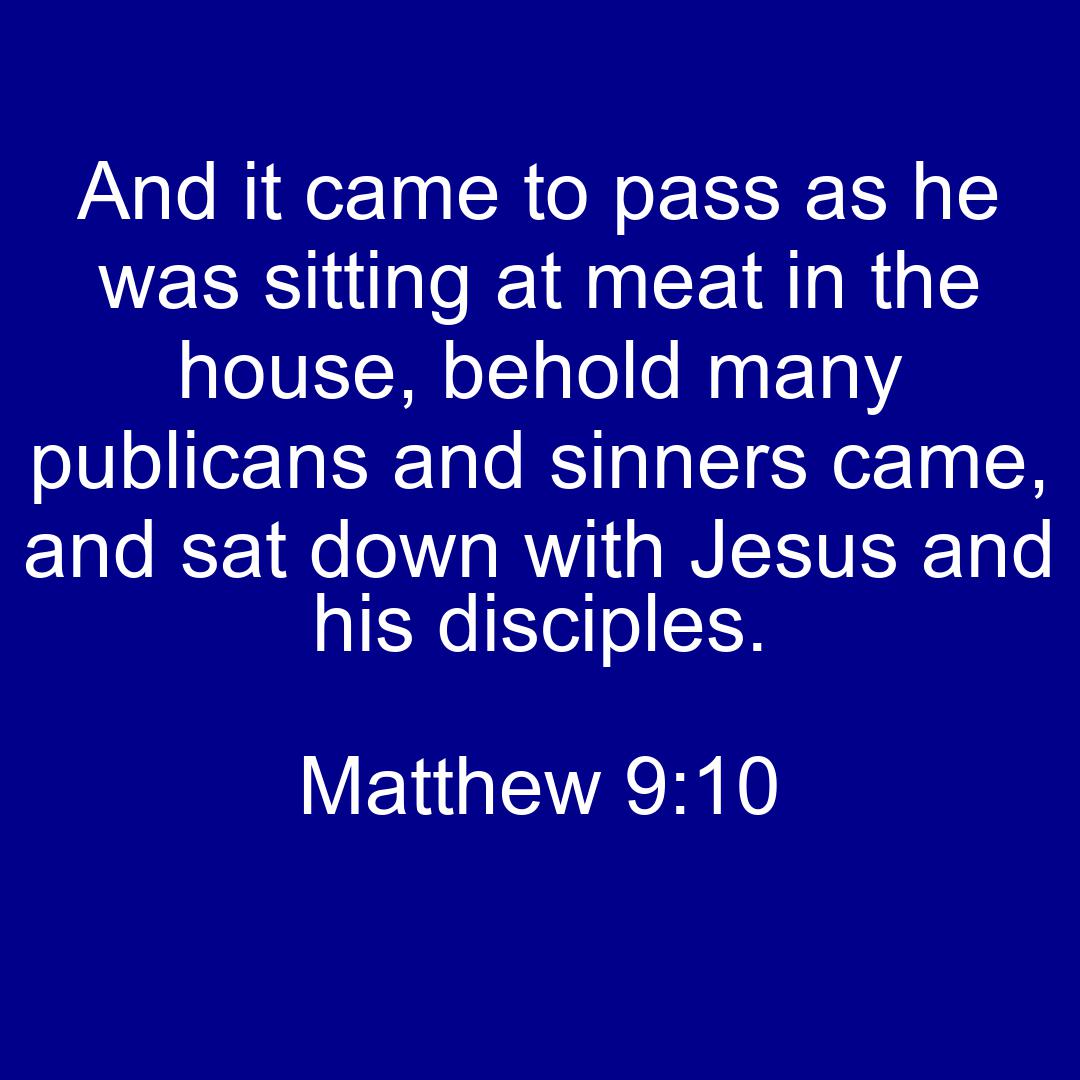 And it came to pass as he
was sitting at meat in the
house, behold many
publicans and sinners came,
and sat down with Jesus and
his disciples.
Matthew 9:10